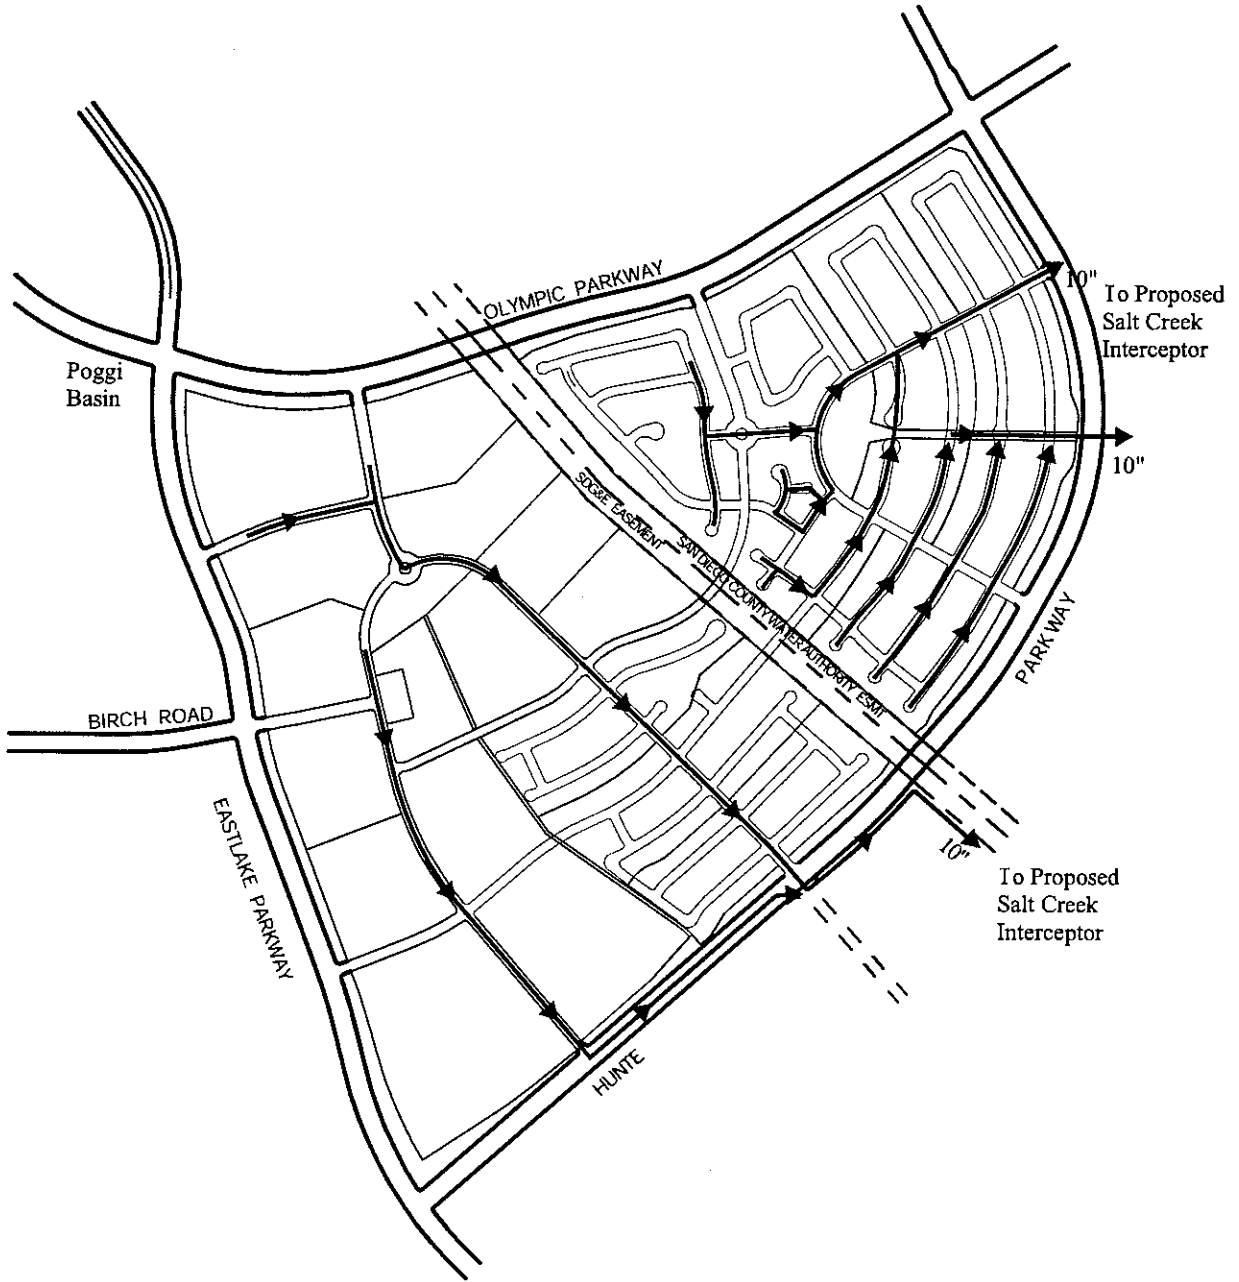 OLYMPIC PARKWAY
10"
To Proposed
Salt Creek
Interceptor
Poggi
Basin
10"
SDG&E EASEMENT
SAN DIEGO COUNTY WATER AUTHORITY ESMT
PARKWAY
BIRCH ROAD
EASTLAKE PARKWAY
10"
To Proposed
Salt Creek
Interceptor
HUNTE